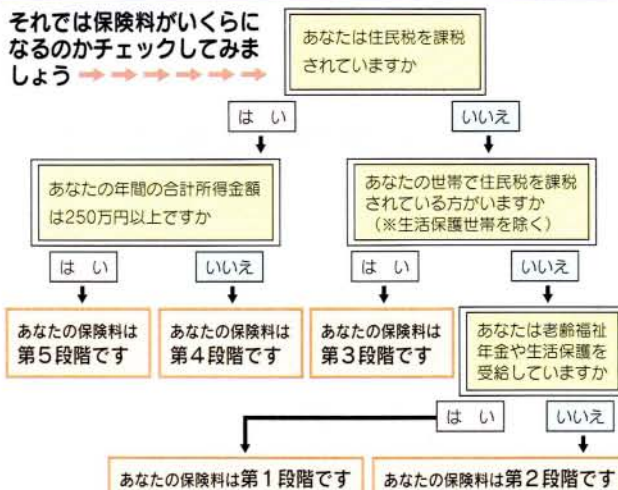 それでは保険料がいくらに
なるのかチェックしてみま
しょう
あなたは住民税を課税
されていますか
はい
いいえ
あなたの年間の合計所得金額
は250万円以上ですか
あなたの世帯で住民税を課税
されている方がいますか
(※生活保護世帯を除く)
はい
いいえ
はい
いいえ
あなたの保険料は
第5段階です
あなたの保険料は
第4段階です
あなたの保険料は
第3段階です
あなたは老齢福祉
年金や生活保護を
受給していますか
はい
いいえ
あなたの保険料は第1段階です
あなたの保険料は第2段階です